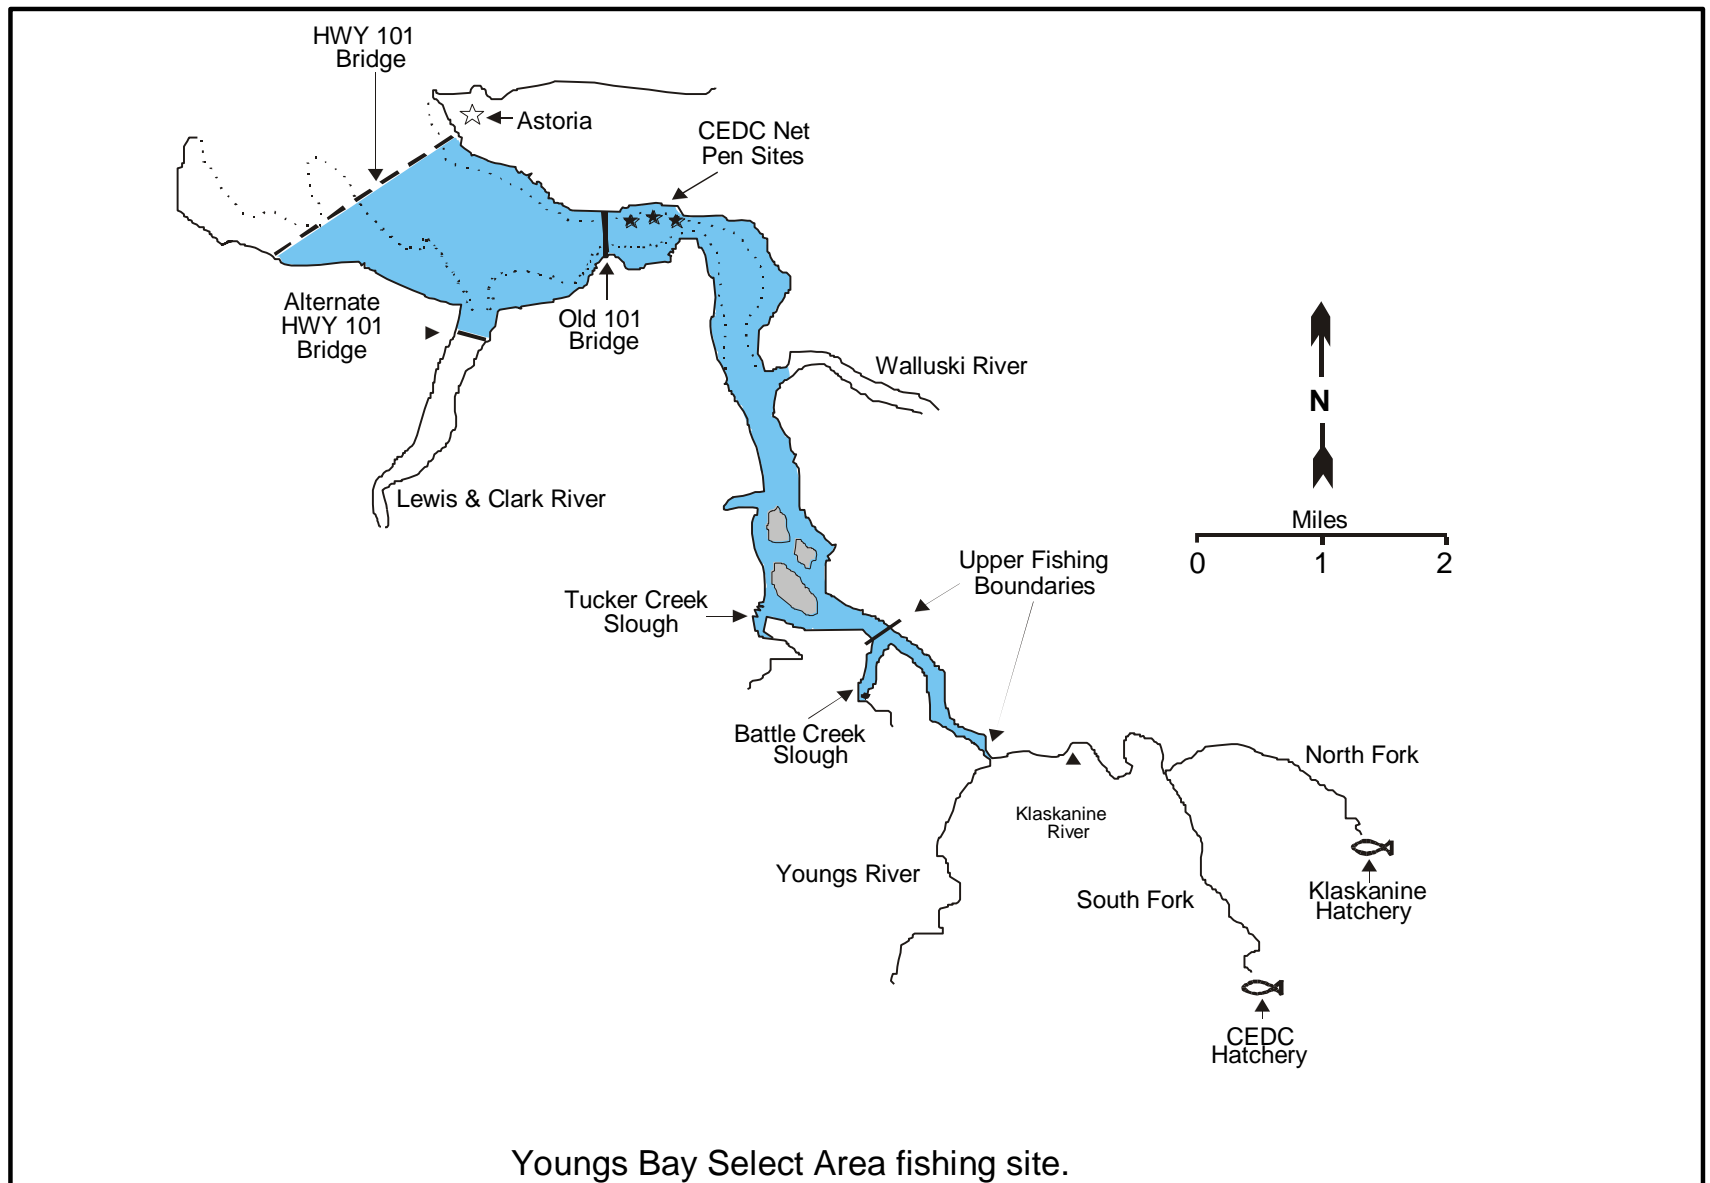 HWY 101
Bridge
Astoria
CEDC Net
Pen Sites
Alternate
HWY 101
Bridge
Old 101
Bridge
Walluski River
N
Lewis & Clark River
Miles
0 1 2
Upper Fishing
Boundaries
Tucker Creek
Slough
Battle Creek
Slough
North Fork
Klaskanine
River
Youngs River
South Fork
Klaskanine
Hatchery
CEDC
Hatchery
Youngs Bay Select Area fishing site.